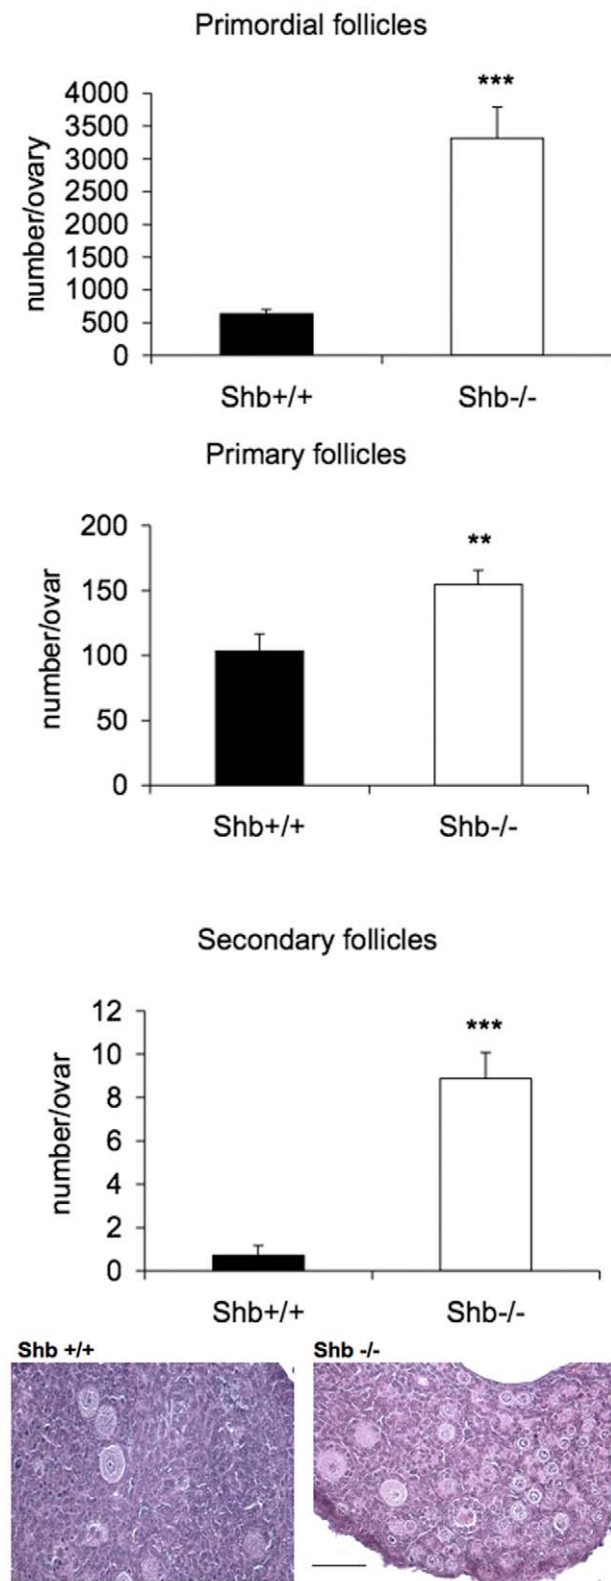 Primordial follicles
***
4000
3500
3000
2500
2000
1500
1000
500
0
number/ovary
Shb+/+ Shb-/-
Primary follicles
**
200
150
100
50
0
number/ovar
Shb+/+ Shb-/-
Secondary follicles
***
12
10
8
6
4
2
0
number/ovar
Shb+/+ Shb-/-
Shb +/+ Shb -/-